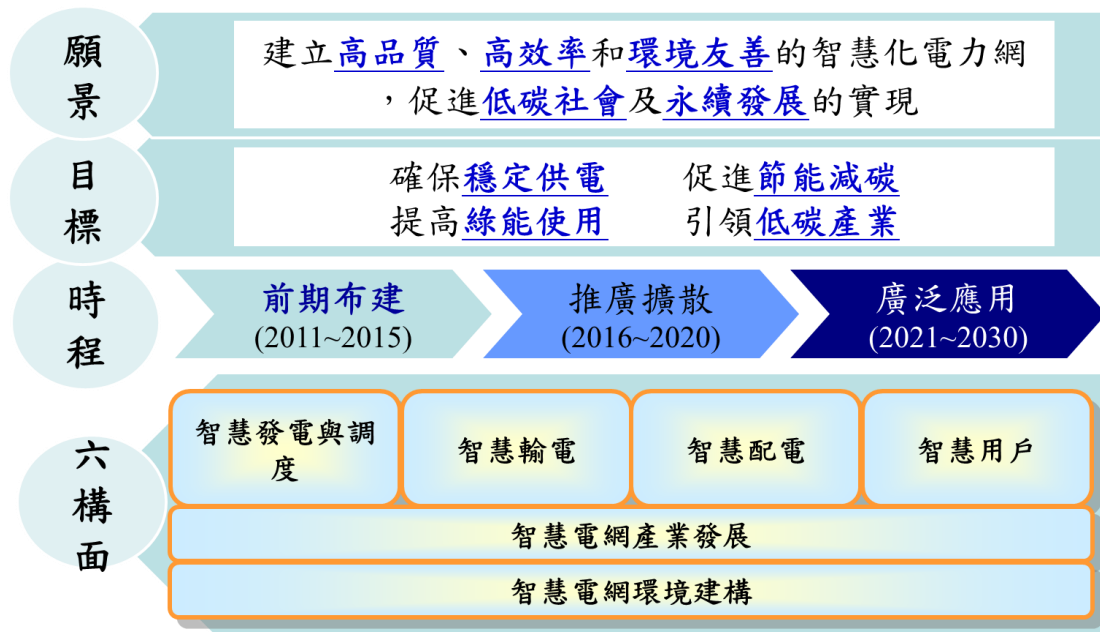 願景
建立高品質、高效率和環境友善的智慧化電力網
，促進低碳社會及永續發展的實現
目標
確保穩定供電 促進節能減碳
提高綠能使用 引領低碳產業
時程
前期布建
(2011~2015)
推廣擴散
(2016~2020)
廣泛應用
(2021~2030)
六構面
智慧發電與調
度
智慧輸電
智慧配電
智慧用戶
智慧電網產業發展
智慧電網環境建構